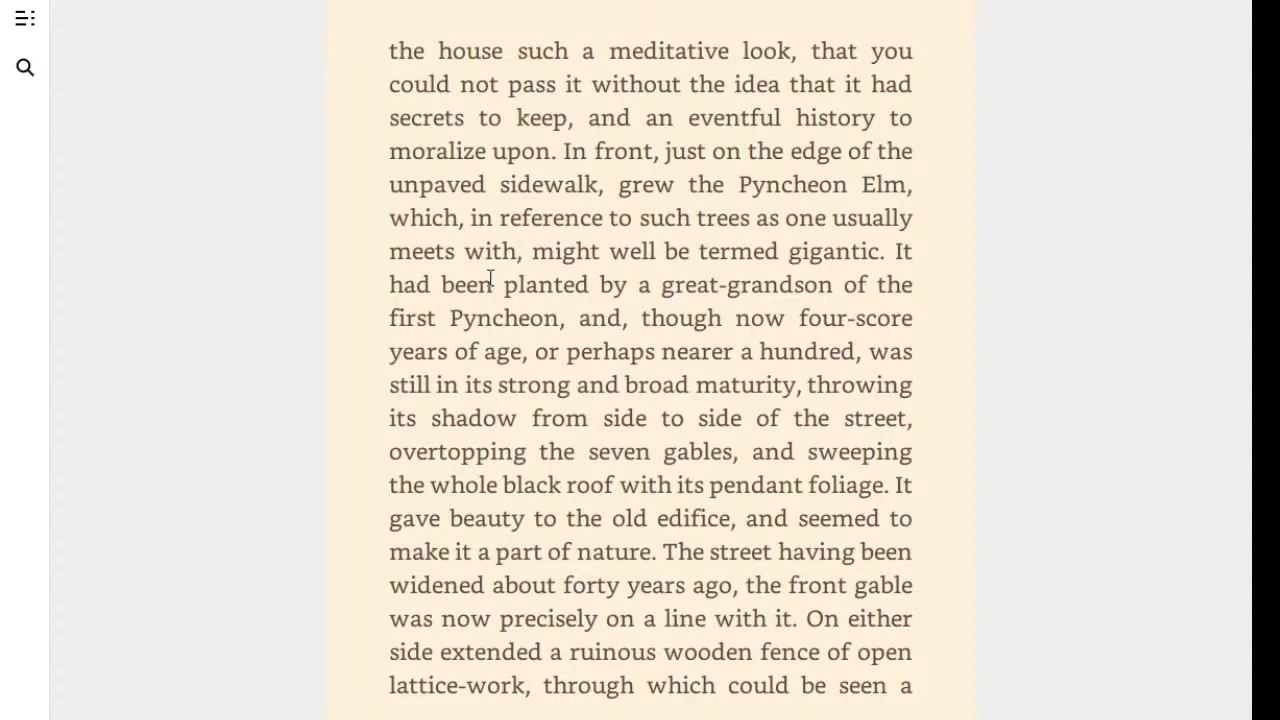 the house such a meditative look, that you
could not pass it without the idea that it had
secrets to keep, and an eventful history to
moralize upon. In front, just on the edge of the
unpaved sidewalk, grew the Pyncheon Elm,
which, in reference to such trees as one usually
meets with, might well be termed gigantic. It
had been planted by a great-grandson of the
first Pyncheon, and, though now four-score
years of age, or perhaps nearer a hundred, was
still in its strong and broad maturity, throwing
its shadow from side to side of the street,
overtopping the seven gables, and sweeping
the whole black roof with its pendant foliage. It
gave beauty to the old edifice, and seemed to
make it a part of nature. The street having been
widened about forty years ago, the front gable
was now precisely on a line with it. On either
side extended a ruinous wooden fence of open
lattice-work, through which could be seen a